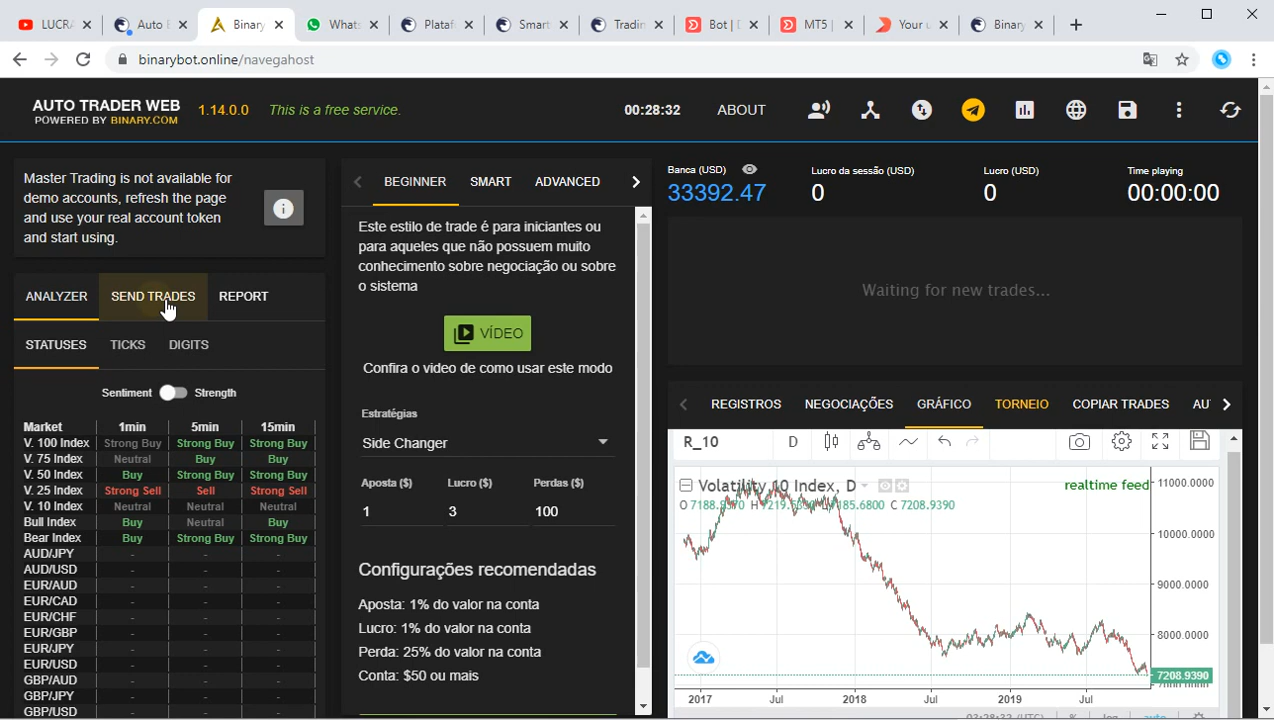 LUCRA
Auto B
Binary
Whats
Plataf
Smart
Tradin
Bot | D
MT5 |
Your u
Binary
binarybot.online/navegahost
AUTO TRADER WEB
POWERED BY BINARY.COM
1.14.0.0
This is a free service.
00:28:32
ABOUT
Master Trading is not available for
demo accounts, refresh the page
and use your real account token
and start using.
ANALYZER
SEND TRADES
REPORT
STATUSES
TICKS
DIGITS
Sentiment
Strength
Market 1min 5min 15min
V. 100 Index Strong Buy Strong Buy Strong Buy
V. 75 Index Neutral Buy Buy
V. 50 Index Buy Strong Buy Strong Buy
V. 25 Index Strong Sell Sell Strong Sell
V. 10 Index Neutral Neutral Neutral
Bull Index Buy Neutral Buy
Bear Index Buy Strong Buy Strong Buy
AUD/JPY - - -
AUD/USD - - -
EUR/AUD - - -
EUR/CAD - - -
EUR/CHF - - -
EUR/GBP - - -
EUR/JPY - - -
EUR/USD - - -
GBP/AUD - - -
GBP/JPY - - -
GBP/USD - - -
BEGINNER
SMART
ADVANCED
Este estilo de trade é para iniciantes ou
para aqueles que não possuem muito
conhecimento sobre negociação ou sobre
o sistema
VÍDEO
Confira o video de como usar este modo
Estratégias
Side Changer
Aposta ($) Lucro ($) Perdas ($)
1 3 100
Configurações recomendadas
Aposta: 1% do valor na conta
Lucro: 1% do valor na conta
Perda: 25% do valor na conta
Conta: $50 ou mais
Banca (USD)
33392.47
Lucro da sessão (USD)
0
Lucro (USD)
0
Time playing
00:00:00
Waiting for new trades...
REGISTROS
NEGOCIAÇÕES
GRÁFICO
TORNEIO
COPIAR TRADES
AU
R_10
D
Volatility 10 Index, D
realtime feed
C7208.9390
11000.0000
10000.0000
9000.0000
8000.0000
7208.9390
2017 Jul 2018 Jul 2019 Jul